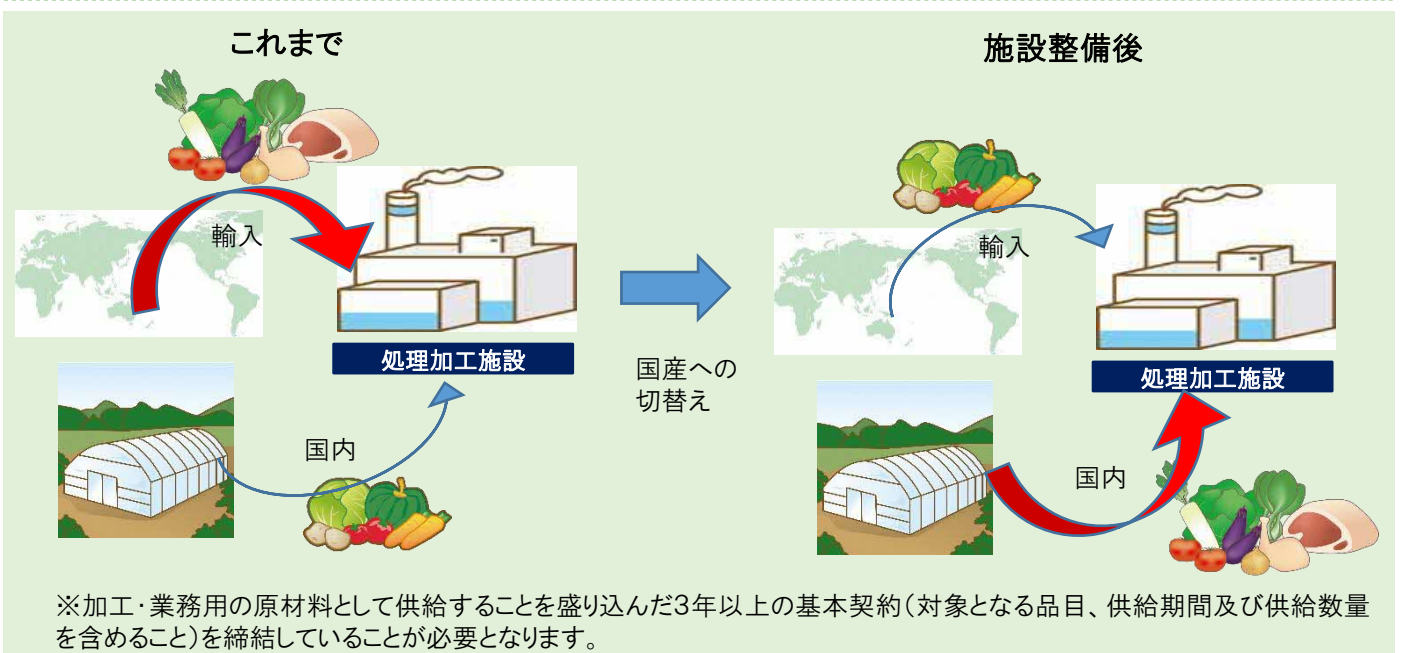 これまで
施設整備後
輸入
輸入
処理加工施設
国産への
切替え
処理加工施設
国内
国内
※加工・業務用の原材料として供給することを盛り込んだ3年以上の基本契約(対象となる品目、供給期間及び供給数量
を含めること)を締結していることが必要となります。